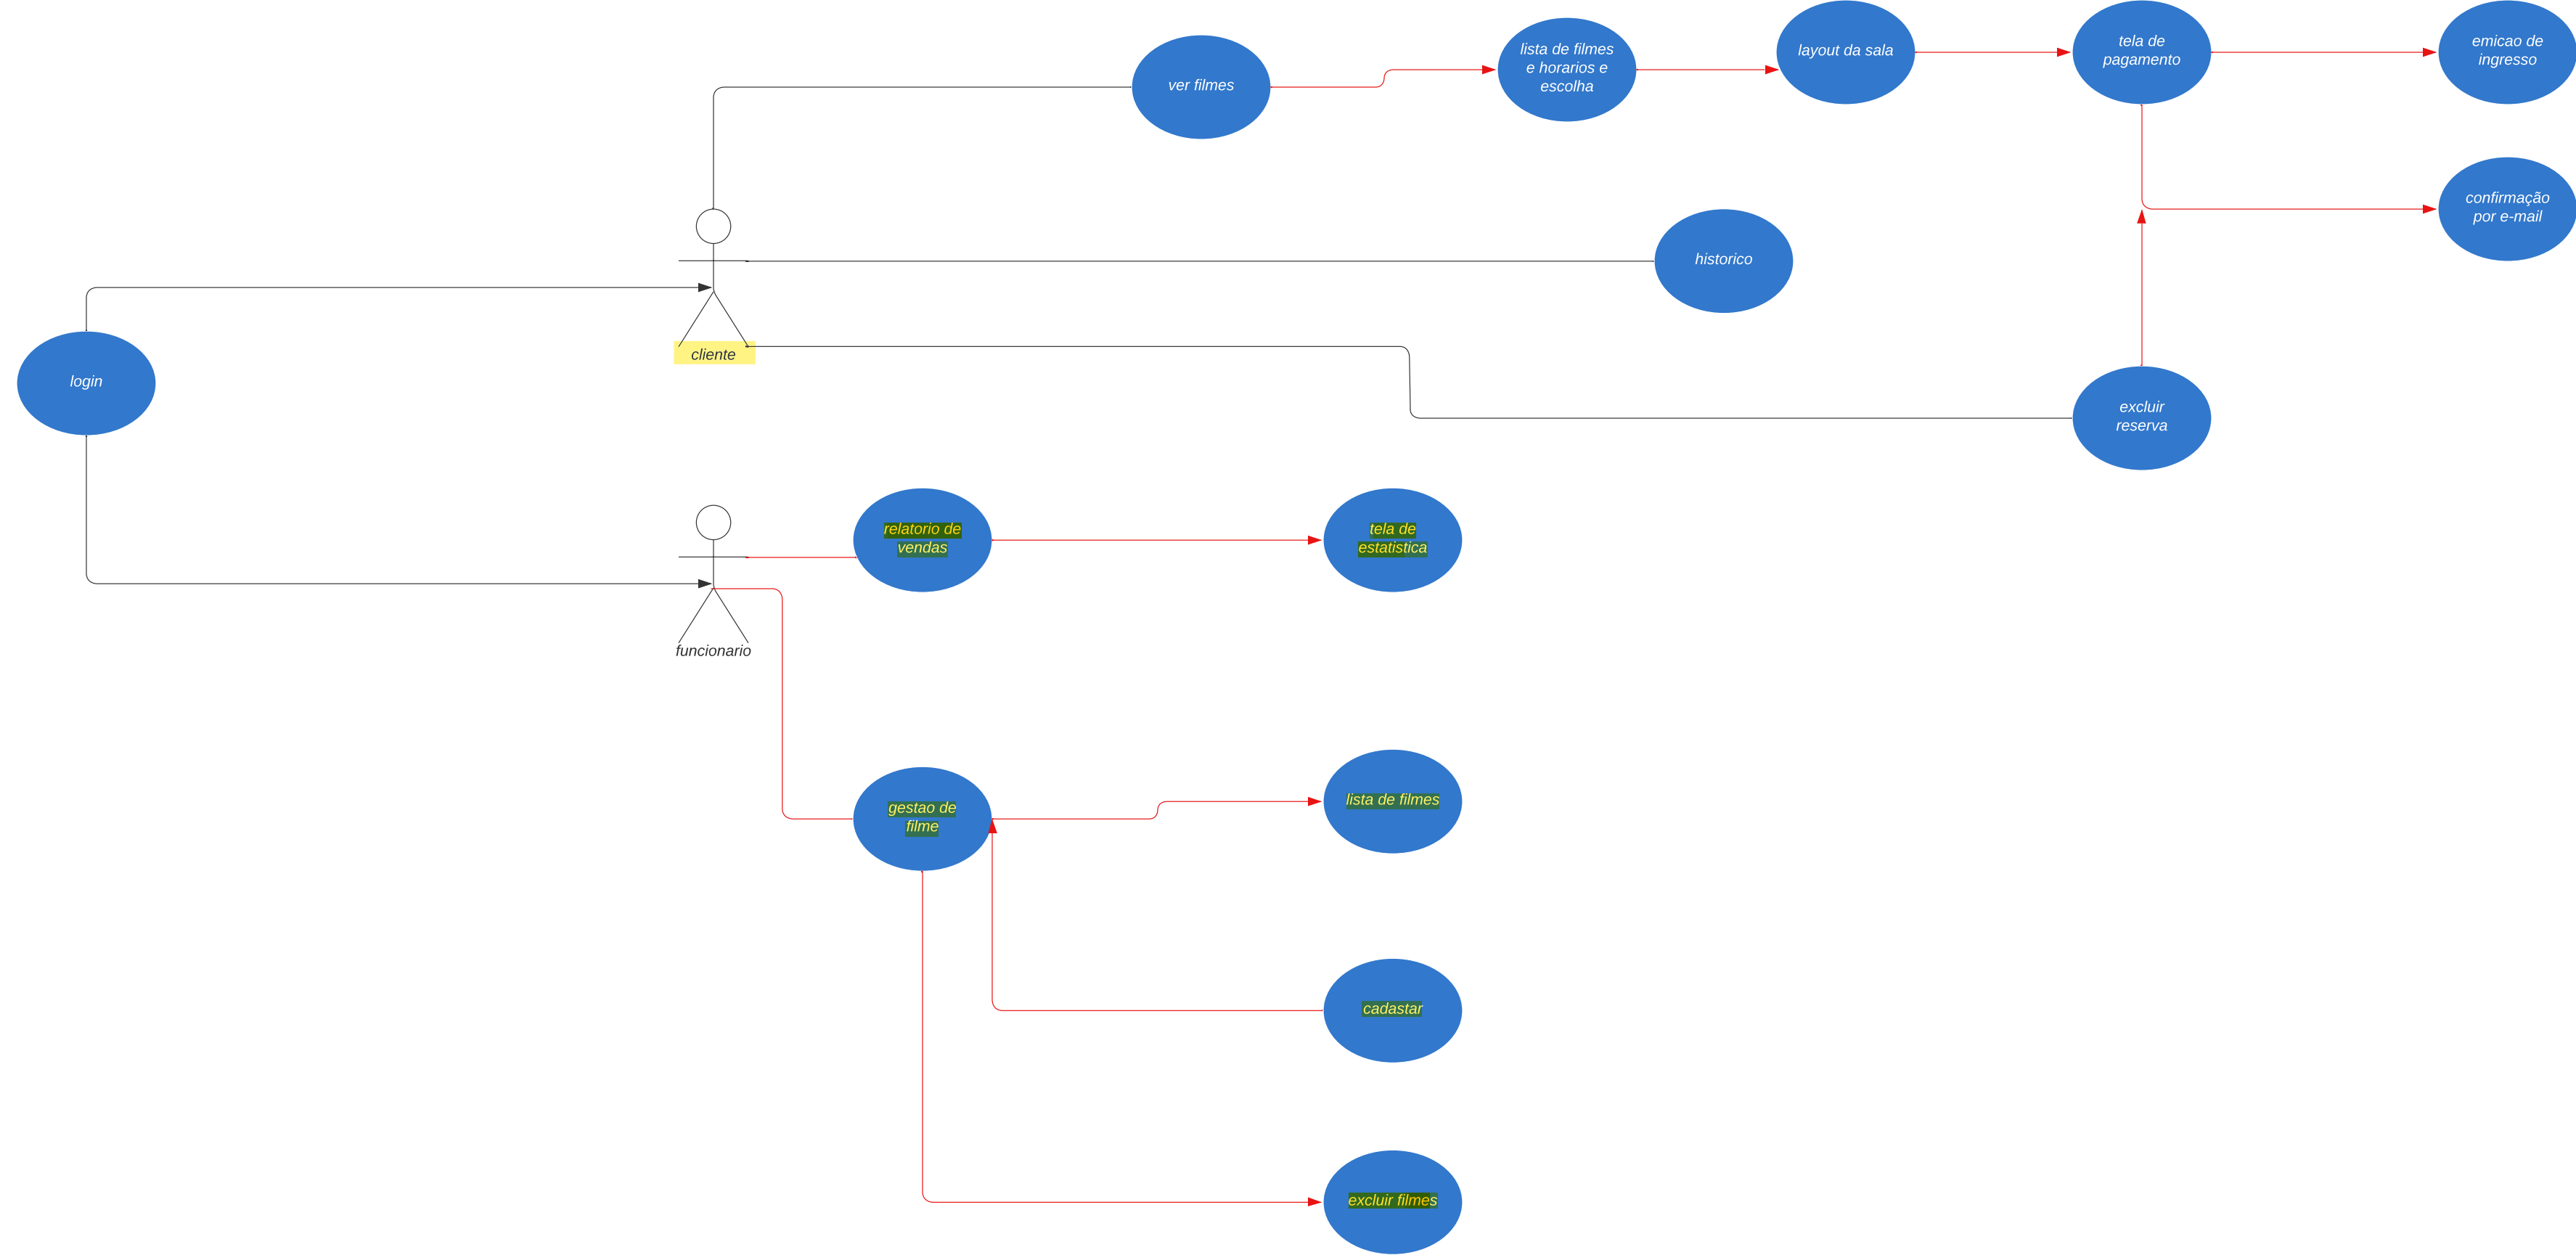 ver filmes
lista de filmes
e horarios e
escolha
layout da sala
tela de
pagamento
emicao de
ingresso
confirmação
por e-mail
historico
cliente
login
excluir
reserva
relatorio de
vendas
tela de
estatistica
funcionario
gestao de
filme
lista de filmes
cadastar
excluir filmes